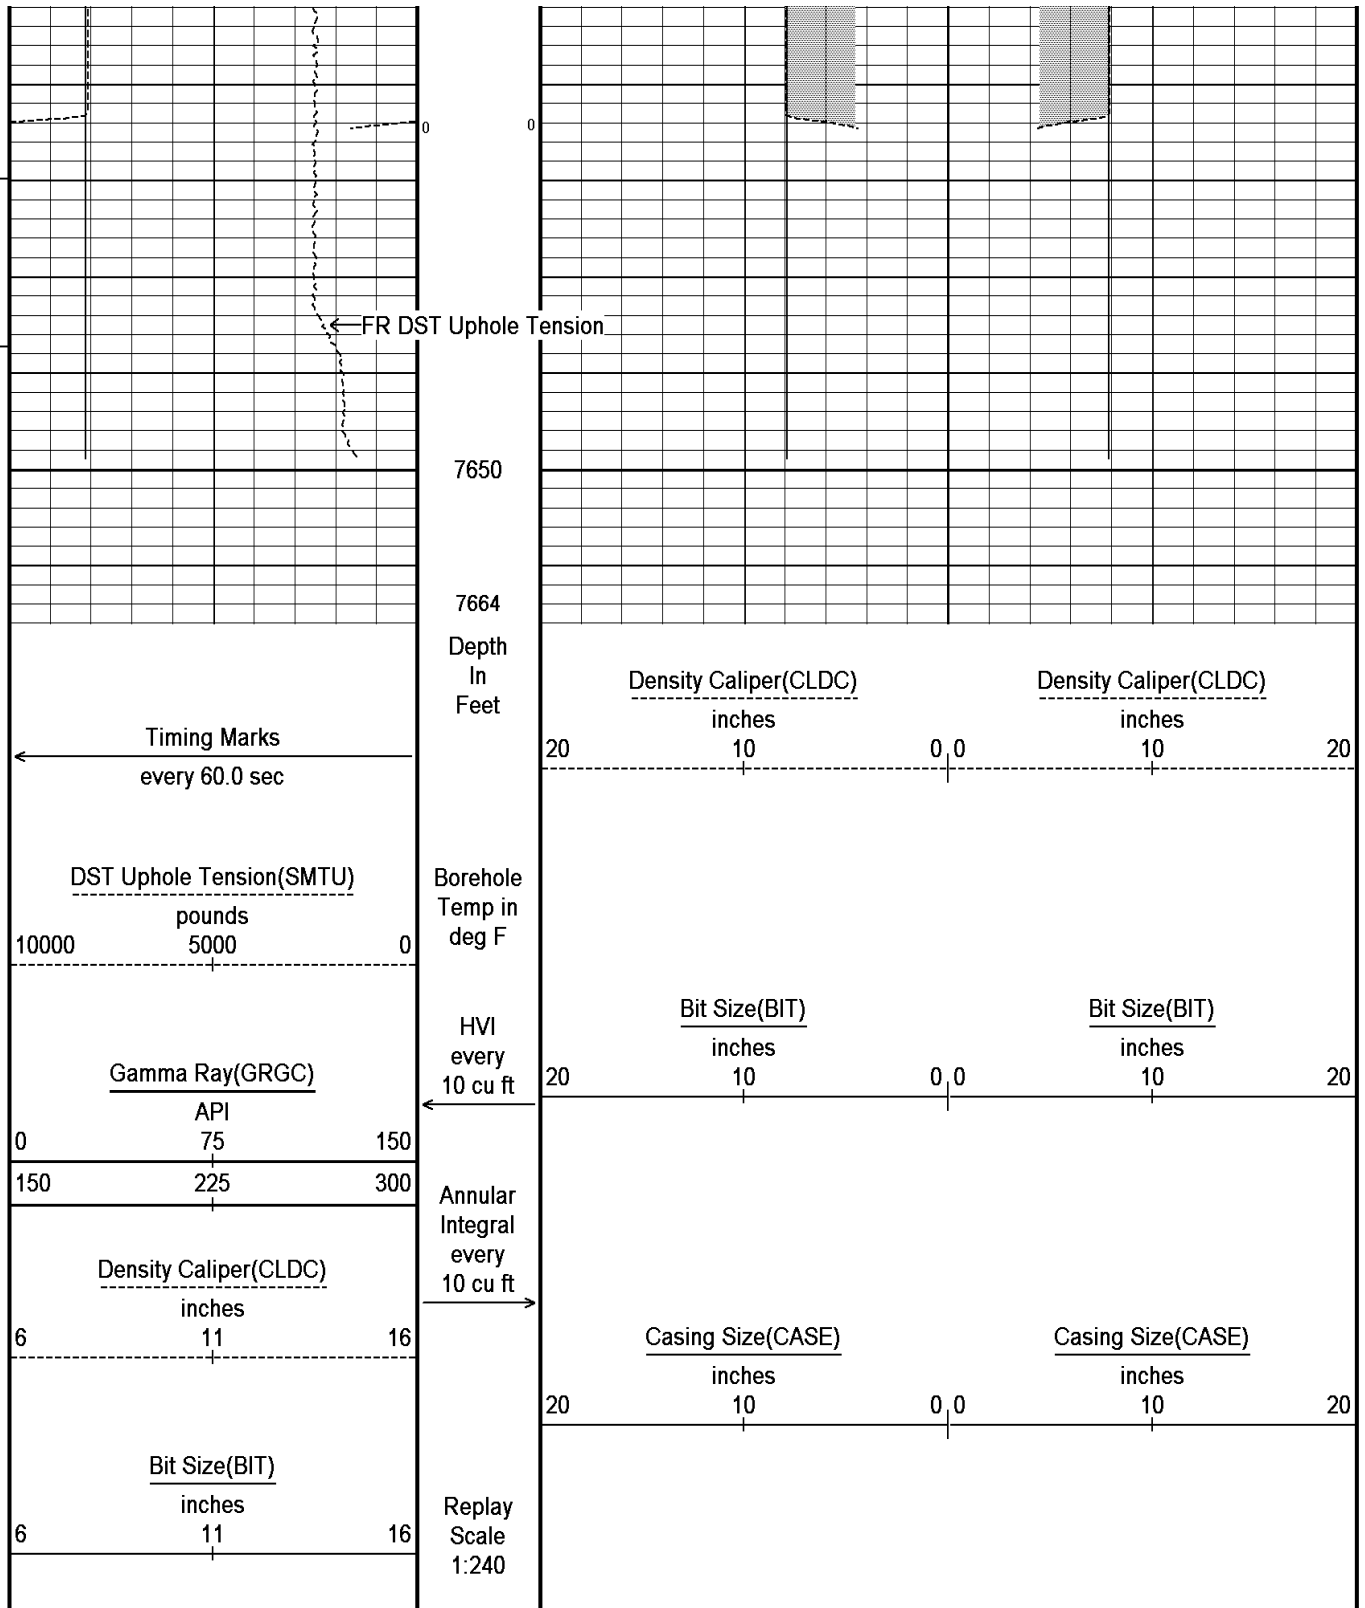 0 0
FR DST Uphole Tension
7650
7664
Depth
In
Feet
Timing Marks
every 60.0 sec
DST Uphole Tension(SMTU)
pounds
10000 5000 0
Gamma Ray(GRGC)
API
0 75 150
150 225 300
Density Caliper(CLDC)
inches
6 11 16
Bit Size(BIT)
inches
6 11 16
Borehole
Temp in
deg F
HVI
every
10 cu ft
Annular
Integral
every
10 cu ft
Replay
Scale
1:240
Density Caliper(CLDC) Density Caliper(CLDC)
inches inches
20 10 0 0 10 20
Bit Size(BIT) Bit Size(BIT)
inches inches
20 10 0 0 10 20
Casing Size(CASE) Casing Size(CASE)
inches inches
20 10 0 0 10 20